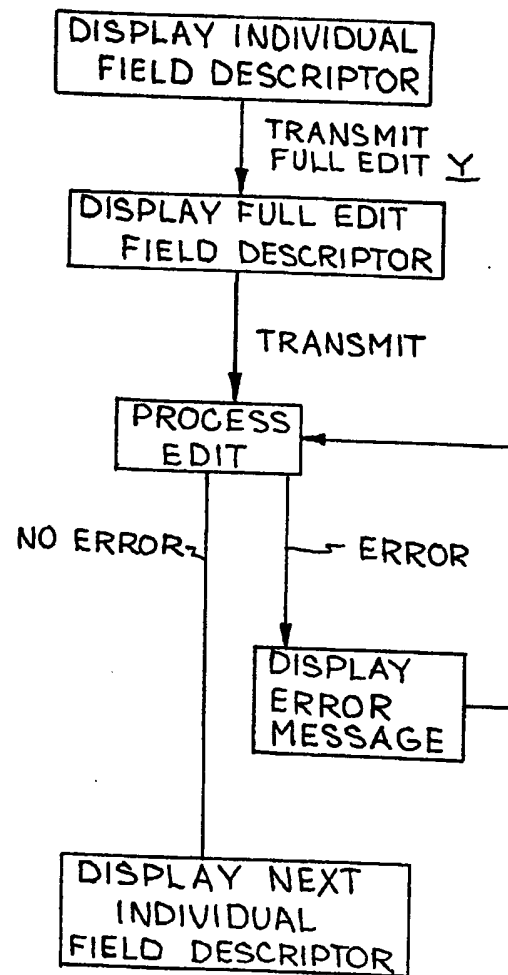 DISPLAY INDIVIDUAL
FIELD DESCRIPTOR
TRANSMIT
FULL EDIT Y
DISPLAY FULL EDIT
FIELD DESCRIPTOR
TRANSMIT
PROCESS
EDIT
NO ERROR
ERROR
DISPLAY
ERROR
MESSAGE
DISPLAY NEXT
INDIVIDUAL
FIELD DESCRIPTOR